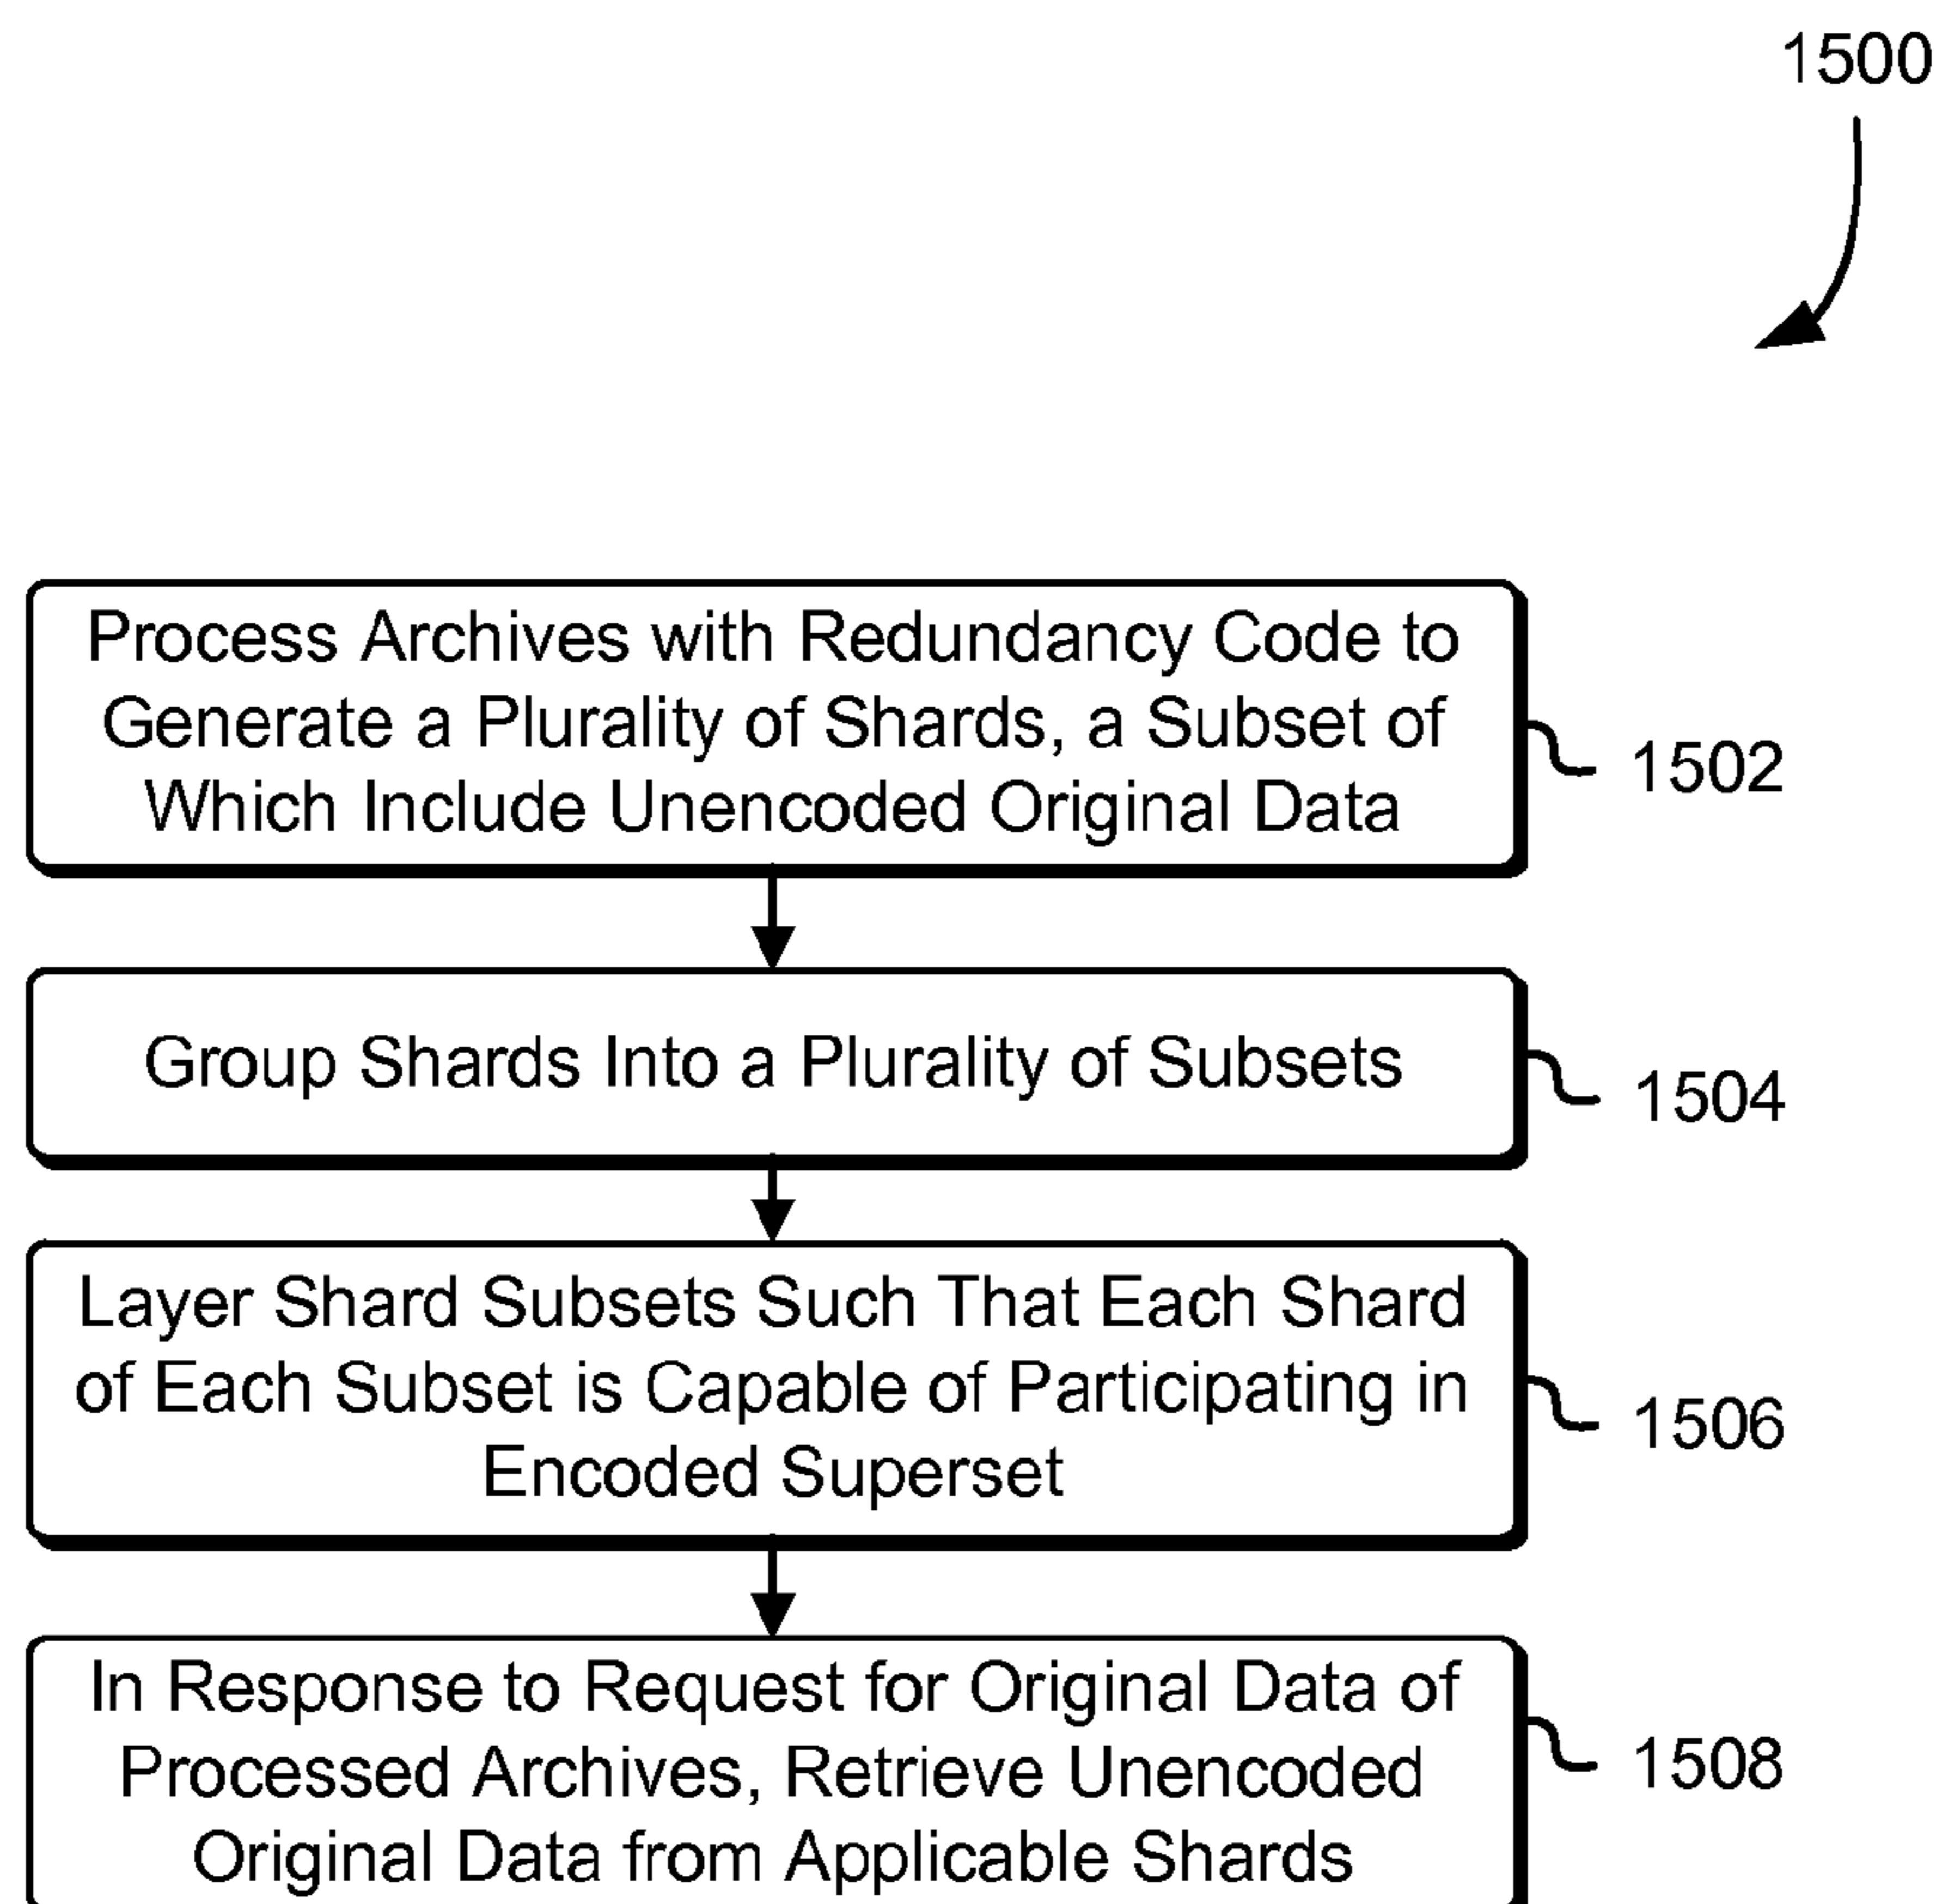 1500
Process Archives with Redundancy Code to
Generate a Plurality of Shards, a Subset of
Which Include Unencoded Original Data
1502
Group Shards Into a Plurality of Subsets
1504
Layer Shard Subsets Such That Each Shard
of Each Subset is Capable of Participating in
Encoded Superset
1506
In Response to Request for Original Data of
Processed Archives, Retrieve Unencoded
Original Data from Applicable Shards
1508